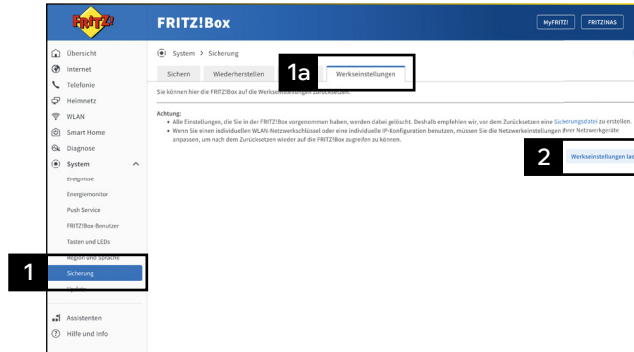 FRITZ!
FRITZ!Box
MyFRITZ!
FRITZ!NAS
Übersicht
Internet
Telefonie
Heimnetz
WLAN
Smart Home
Diagnose
System
Ereignisse
Energiemonitor
Push Service
FRITZ!Box-Benutzer
Tasten und LEDs
Region und Sprache
1
Sicherung
Update
Assistenten
Hilfe und Info
System > Sicherung
Sichern
Wiederherstellen
1a
Werkseinstellungen
Sie können hier die FRITZ!Box auf die Werkseinstellungen zurücksetzen.
Achtung:
• Alle Einstellungen, die Sie in der FRITZ!Box vorgenommen haben, werden dabei gelöscht. Deshalb empfehlen wir, vor dem Zurücksetzen eine Sicherungsdatei zu erstellen.
• Wenn Sie einen individuellen WLAN-Netzwerkschlüssel oder eine individuelle IP-Konfiguration benutzen, müssen Sie die Netzwerkeinstellungen Ihrer Netzwerkgeräte
anpassen, um nach dem Zurücksetzen wieder auf die FRITZ!Box zugreifen zu können.
2
Werkseinstellungen lad